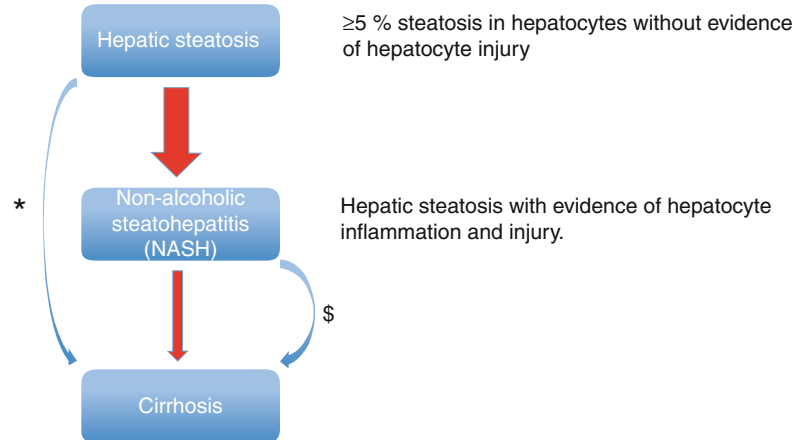 Hepatic steatosis
≥5 % steatosis in hepatocytes without evidence
of hepatocyte injury
*
Non-alcoholic
steatohepatitis
(NASH)
Hepatic steatosis with evidence of hepatocyte
inflammation and injury.
$
Cirrhosis